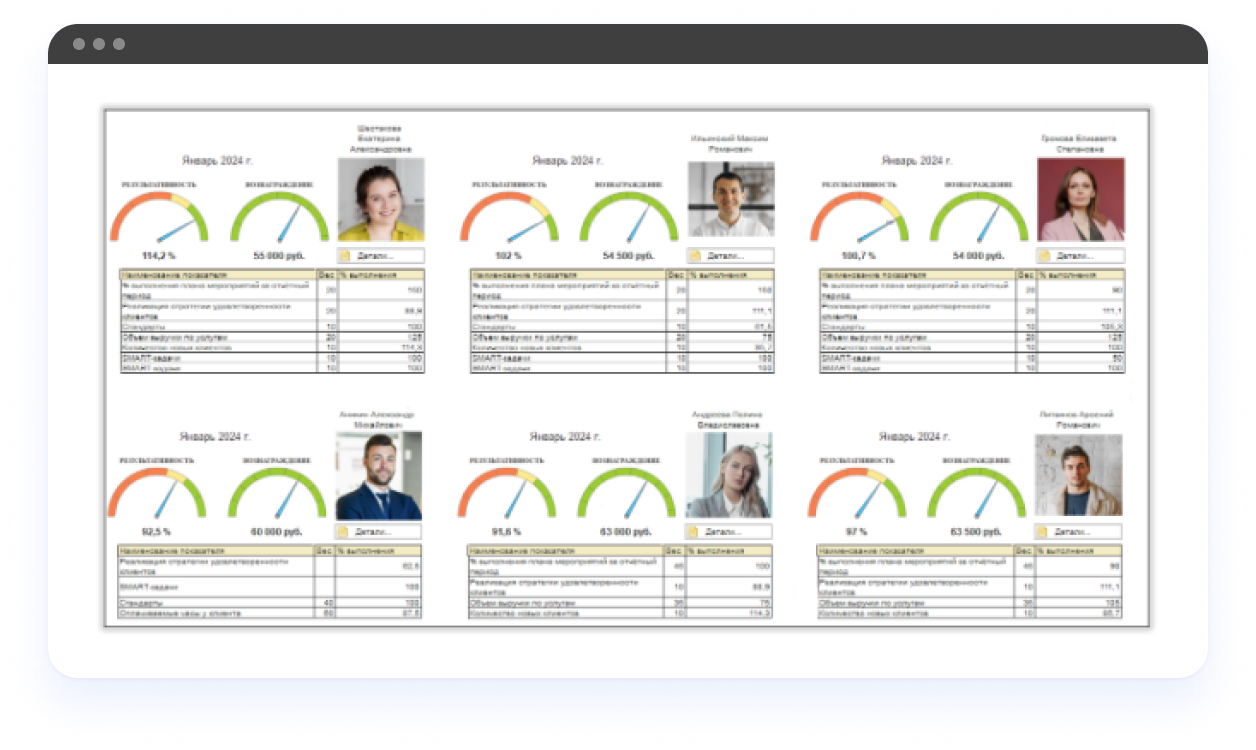 Шестакова
Екатерина
Александровна
Январь 2024 г.
РЕЗУЛЬТАТИВНОСТЬ ВОЗНАГРАЖДЕНИЕ
114,2 % 55 000 руб. Детали...
Наименование показателя Вес % выполнения
% выполнения плана мероприятий за отчётный
период 20 100
Реализация стратегии удовлетворенности
клиентов 20 88,9
Стандарты 10 100
Объем выручки по услугам 20 125
Количество новых клиентов 10 114,3
SMART-задачи 10 100
SMART-задачи 10 100
Ильинский Максим
Романович
Январь 2024 г.
РЕЗУЛЬТАТИВНОСТЬ ВОЗНАГРАЖДЕНИЕ
102 % 54 500 руб. Детали...
Наименование показателя Вес % выполнения
% выполнения плана мероприятий за отчётный
период 20
Реализация стратегии удовлетворенности
клиентов 20 111,1
Стандарты 10
Объем выручки по услугам 20 75
Количество новых клиентов 10 85,7
SMART-задачи 10 100
SMART-задачи 10 100
Громова Елизавета
Степановна
Январь 2024 г.
РЕЗУЛЬТАТИВНОСТЬ ВОЗНАГРАЖДЕНИЕ
100,7 % 54 000 руб. Детали...
Наименование показателя Вес % выполнения
% выполнения плана мероприятий за отчётный
период 20 90
Реализация стратегии удовлетворенности
клиентов 20 111,1
Стандарты 10
Объем выручки по услугам 20 125
Количество новых клиентов 10 100
SMART-задачи 10 50
SMART-задачи 10 100
Александр
Михайлович
Январь 2024 г.
РЕЗУЛЬТАТИВНОСТЬ ВОЗНАГРАЖДЕНИЕ
92,5 % 60 000 руб. Детали...
Наименование показателя Вес % выполнения
Реализация стратегии удовлетворенности
клиентов 62,5
SMART-задачи 100
Стандарты 40 100
Оплачиваемые часы у клиента 60 87,5
Андреева Полина
Владиславовна
Январь 2024 г.
РЕЗУЛЬТАТИВНОСТЬ ВОЗНАГРАЖДЕНИЕ
91,6 % 63 000 руб. Детали...
Наименование показателя Вес % выполнения
% выполнения плана мероприятий за отчётный
период 45 100
Реализация стратегии удовлетворенности
клиентов 10 88,9
Объем выручки по услугам 35 75
Количество новых клиентов 10 114,3
Литвинов Арсений
Романович
Январь 2024 г.
РЕЗУЛЬТАТИВНОСТЬ ВОЗНАГРАЖДЕНИЕ
97 % 63 500 руб. Детали...
Наименование показателя Вес % выполнения
% выполнения плана мероприятий за отчётный
период 45 90
Реализация стратегии удовлетворенности
клиентов 10 111,1
Объем выручки по услугам 35 105
Количество новых клиентов 10 85,7